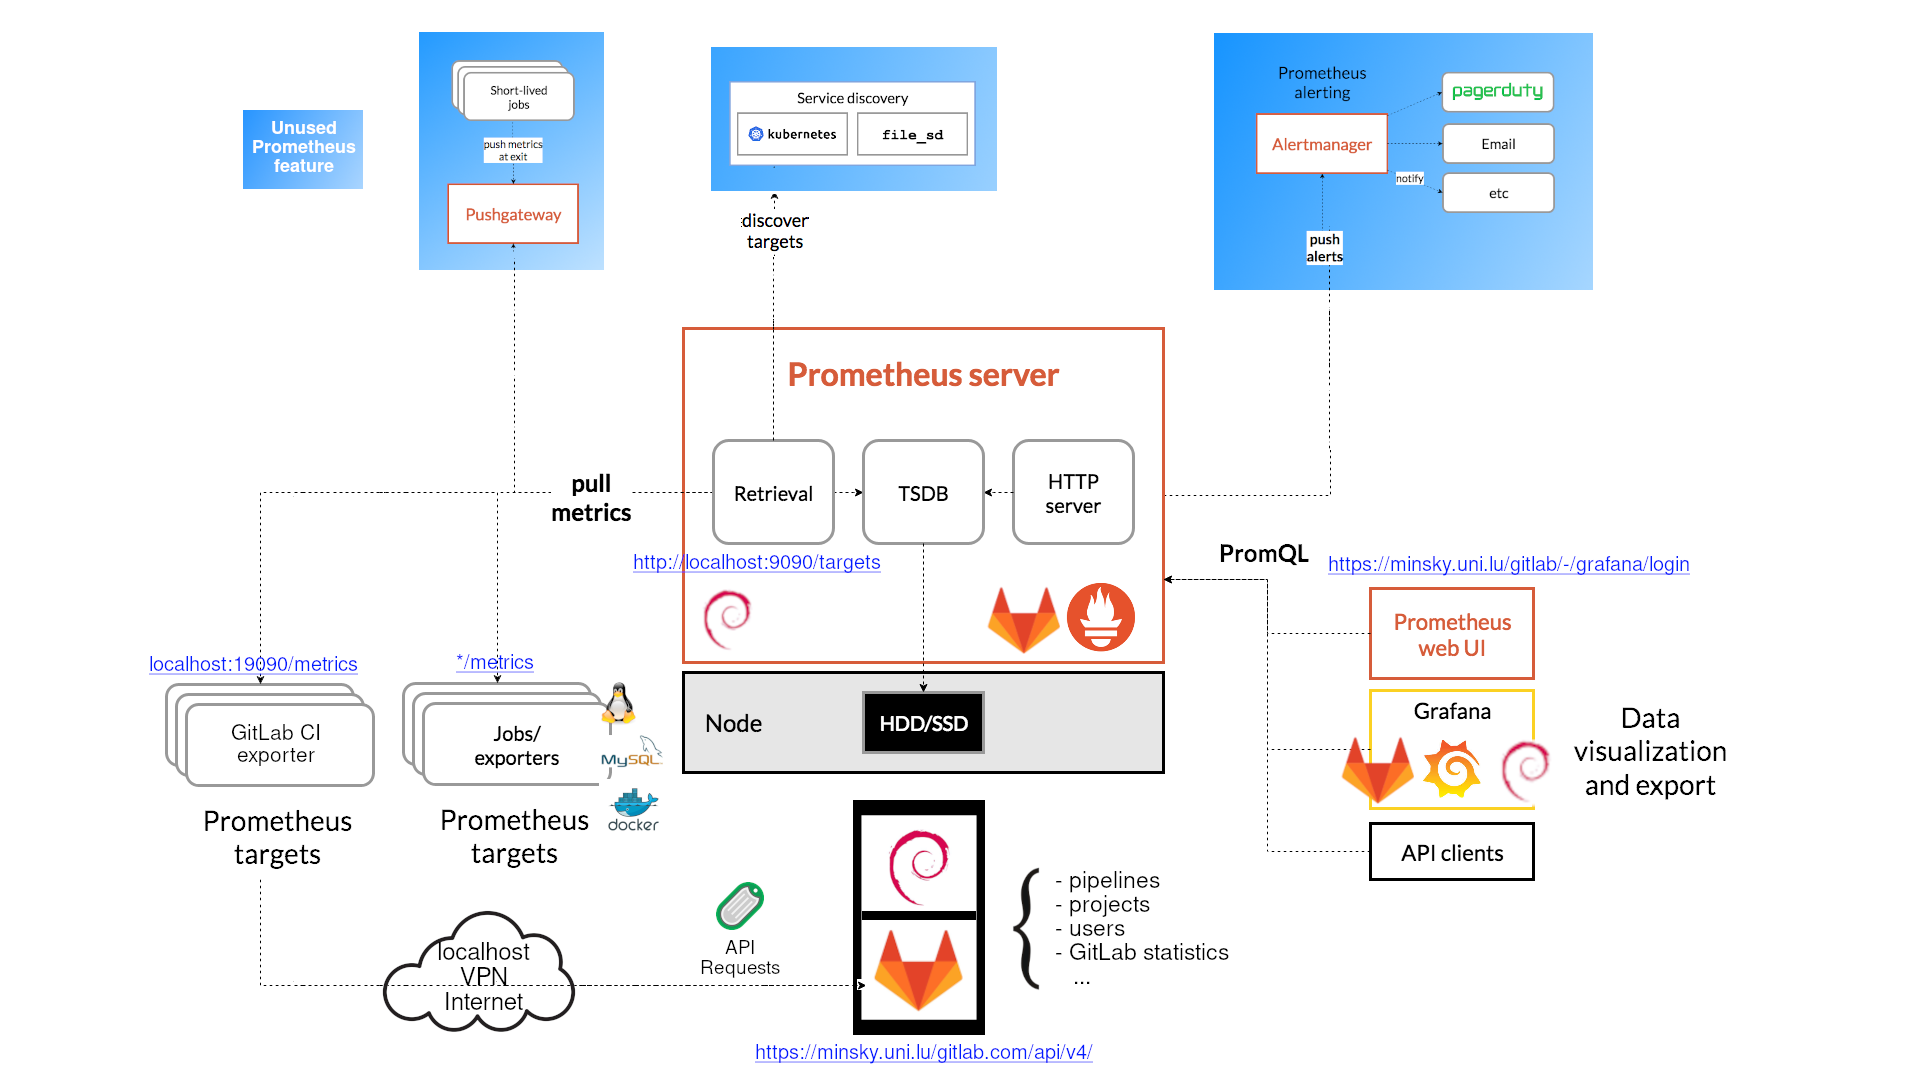 Unused
Prometheus
feature
Short-lived
jobs
push metrics
at exit
Pushgateway
Service discovery
kubernetes
file_sd
discover
targets
Prometheus
alerting
Alertmanager
pagerduty
Email
notify
etc
push
alerts
Prometheus server
pull
metrics
Retrieval
TSDB
HTTP
server
http://localhost:9090/targets
PromQL
https://minsky.uni.lu/gitlab/-/grafana/login
Prometheus
web UI
Grafana
API clients
Data
visualization
and export
localhost:19090/metrics
*/metrics
GitLab CI
exporter
Jobs/
exporters
MySQL
docker
Prometheus
targets
Prometheus
targets
Node
HDD/SSD
localhost
VPN
Internet
API
Requests
- pipelines
- projects
- users
- GitLab statistics
...
https://minsky.uni.lu/gitlab.com/api/v4/